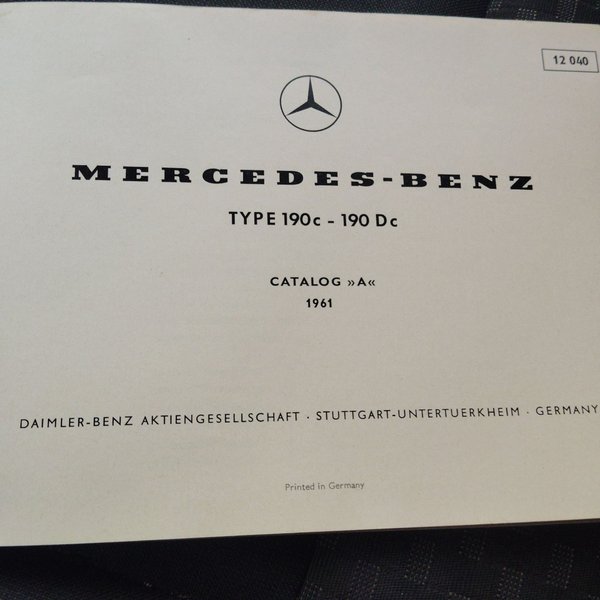 12 040
MERCEDES-BENZ
TYPE 190c - 190 Dc
CATALOG »A«
1961
DAIMLER-BENZ AKTIENGESELLSCHAFT · STUTTGART-UNTERTUERKHEIM · GERMANY
Printed in Germany